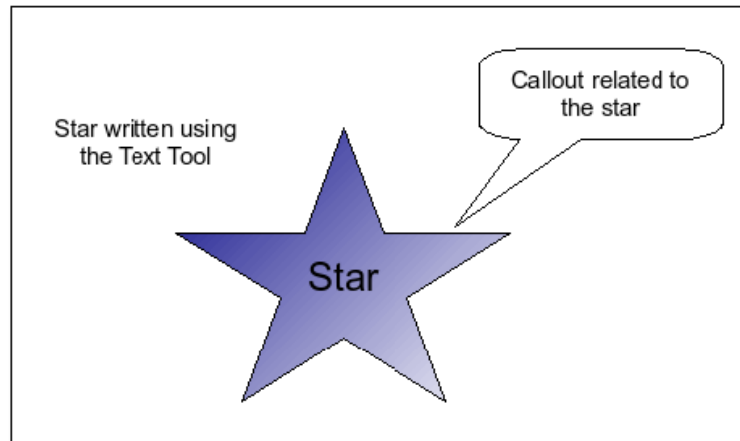 Star written using
the Text Tool
Callout related to
the star
Star